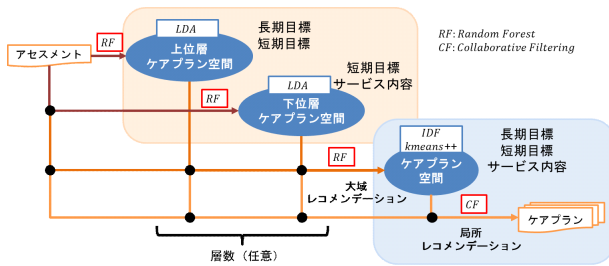 LDA
長期目標
短期目標
RF: Random Forest
CF: Collaborative Filtering
アセスメント
RF
上位層
ケアプラン空間
LDA
短期目標
サービス内容
RF
下位層
ケアプラン空間
IDF
kmeans++
長期目標
短期目標
サービス内容
RF
ケアプラン
空間
大域
レコメンデーション
CF
ケアプラン
局所
レコメンデーション
層数（任意）